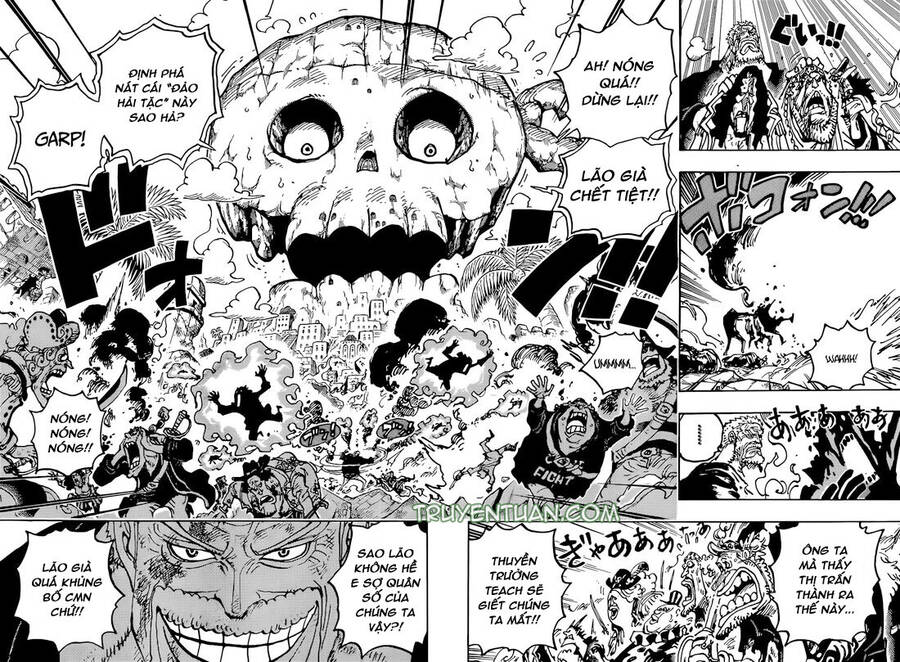 ĐỊNH PHÁ
NÁT CÁI "ĐẢO
HẢI TẶC" NÀY
SAO HẢ?
GARP!
AH! NÓNG
QUÁ!!
DỪNG LẠI!!
LÃO GIÀ
CHẾT TIỆT!!
ドオ
!!!
UMMMM...
NÓNG!
NÓNG!
NÓNG!!
FIGHT
ぐいっ!!
ボコォン!!!
WAHHH!
........
ああああああ
TRUYENTUAN.COM
LÃO GIÀ
QUÁ KHỦNG
BỐ CMN
CHỨ!!
SAO LÃO
KHÔNG HỀ
E SỢ QUÂN
SỐ CỦA
CHÚNG TA
VẬY?!
ぎゃあああ
THUYỀN
TRƯỞNG
TEACH SẼ
GIẾT CHÚNG
TA MẤT!!
ÔNG TA
MÀ THẤY
THỊ TRẤN
THÀNH RA
THẾ NÀY...